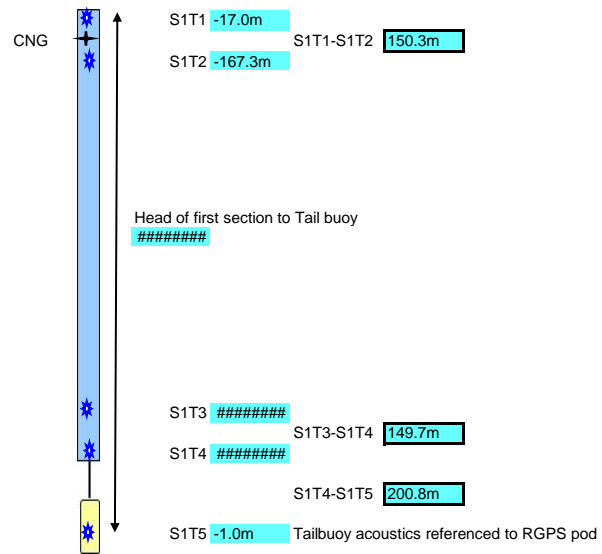 S1T1 -17.0m
CNG S1T1-S1T2 150.3m
S1T2 -167.3m
Head of first section to Tail buoy
########
S1T3 ########
S1T3-S1T4 149.7m
S1T4 ########
S1T4-S1T5 200.8m
S1T5 -1.0m Tailbuoy acoustics referenced to RGPS pod